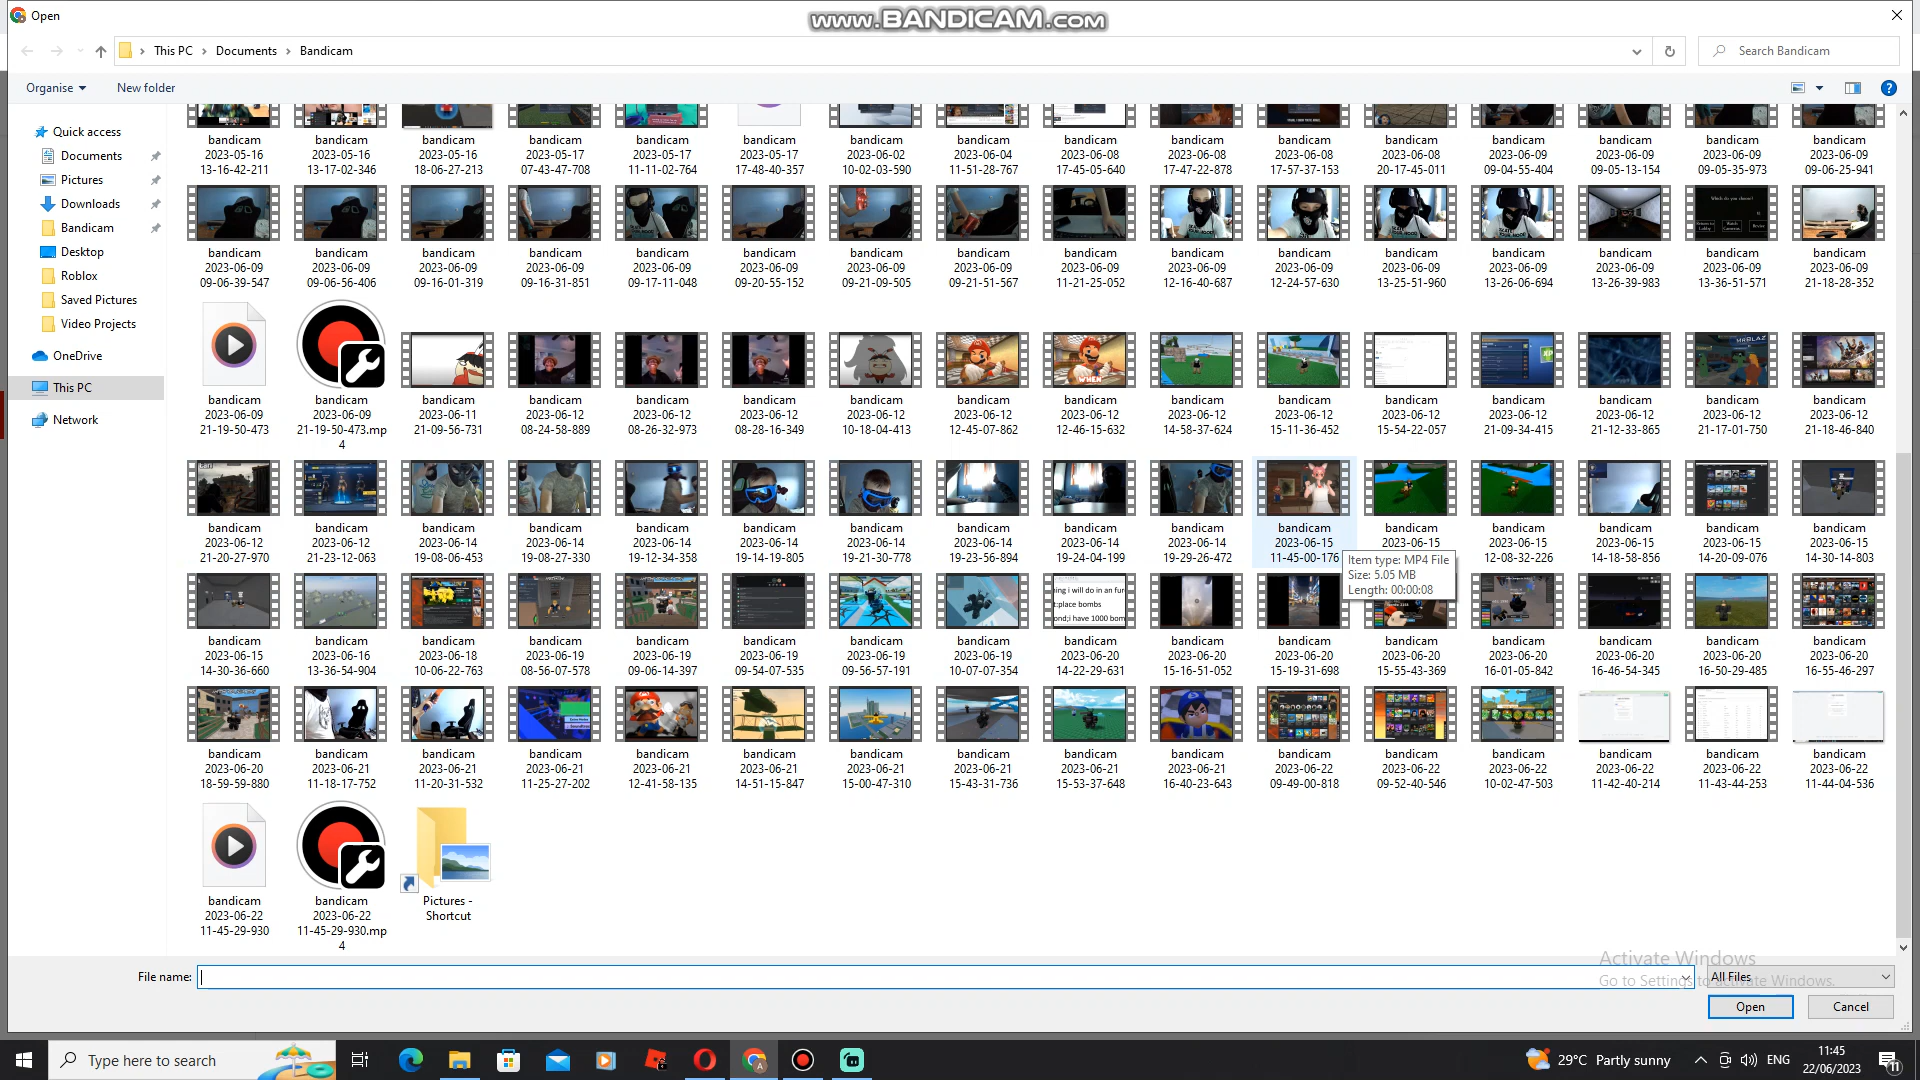 Open
www.BANDICAM.COM
This PC > Documents > Bandicam
Search Bandicam
Organise
New folder
Quick access
Documents
Pictures
Downloads
Bandicam
Desktop
Roblox
Saved Pictures
Video Projects
OneDrive
This PC
Network
bandicam 2023-05-16 13-16-42-211
bandicam 2023-05-16 13-17-02-346
bandicam 2023-05-16 18-06-27-213
bandicam 2023-05-17 07-43-47-708
bandicam 2023-05-17 11-11-02-764
bandicam 2023-05-17 17-48-40-357
bandicam 2023-06-02 10-02-03-590
bandicam 2023-06-04 11-51-28-767
bandicam 2023-06-08 17-45-05-640
bandicam 2023-06-08 17-47-22-878
bandicam 2023-06-08 17-57-37-153
bandicam 2023-06-08 20-17-45-011
bandicam 2023-06-09 09-04-55-404
bandicam 2023-06-09 09-05-13-154
bandicam 2023-06-09 09-05-35-973
bandicam 2023-06-09 09-06-25-941
bandicam 2023-06-09 09-06-39-547
bandicam 2023-06-09 09-06-56-406
bandicam 2023-06-09 09-16-01-319
bandicam 2023-06-09 09-16-31-851
bandicam 2023-06-09 09-17-11-048
bandicam 2023-06-09 09-20-55-152
bandicam 2023-06-09 09-21-09-505
bandicam 2023-06-09 09-21-51-567
bandicam 2023-06-09 11-21-25-052
bandicam 2023-06-09 12-16-40-687
bandicam 2023-06-09 12-24-57-630
bandicam 2023-06-09 13-25-51-960
bandicam 2023-06-09 13-26-06-694
bandicam 2023-06-09 13-26-39-983
bandicam 2023-06-09 13-36-51-571
bandicam 2023-06-09 21-18-28-352
bandicam 2023-06-09 21-19-50-473
bandicam 2023-06-09 21-19-50-473.mp4
bandicam 2023-06-11 21-09-56-731
bandicam 2023-06-12 08-24-58-889
bandicam 2023-06-12 08-26-32-973
bandicam 2023-06-12 08-28-16-349
bandicam 2023-06-12 10-18-04-413
bandicam 2023-06-12 12-45-07-862
bandicam 2023-06-12 12-46-15-632
bandicam 2023-06-12 14-58-37-624
bandicam 2023-06-12 15-11-36-452
bandicam 2023-06-12 15-54-22-057
bandicam 2023-06-12 21-09-34-415
bandicam 2023-06-12 21-12-33-865
bandicam 2023-06-12 21-17-01-750
bandicam 2023-06-12 21-18-46-840
bandicam 2023-06-12 21-20-27-970
bandicam 2023-06-12 21-23-12-063
bandicam 2023-06-14 19-08-06-453
bandicam 2023-06-14 19-08-27-330
bandicam 2023-06-14 19-12-34-358
bandicam 2023-06-14 19-14-19-805
bandicam 2023-06-14 19-21-30-778
bandicam 2023-06-14 19-23-56-894
bandicam 2023-06-14 19-24-04-199
bandicam 2023-06-14 19-29-26-472
bandicam 2023-06-15 11-45-00-176
bandicam 2023-06-15
bandicam 2023-06-15 12-08-32-226
bandicam 2023-06-15 14-18-58-856
bandicam 2023-06-15 14-20-09-076
bandicam 2023-06-15 14-30-14-803
Item type: MP4 File
Size: 5.05 MB
Length: 00:00:08
bandicam 2023-06-15 14-30-36-660
bandicam 2023-06-16 13-36-54-904
bandicam 2023-06-18 10-06-22-763
bandicam 2023-06-19 08-56-07-578
bandicam 2023-06-19 09-06-14-397
bandicam 2023-06-19 09-54-07-535
bandicam 2023-06-19 09-56-57-191
bandicam 2023-06-19 10-07-07-354
bandicam 2023-06-20 14-22-29-631
bandicam 2023-06-20 15-16-51-052
bandicam 2023-06-20 15-19-31-698
bandicam 2023-06-20 15-55-43-369
bandicam 2023-06-20 16-01-05-842
bandicam 2023-06-20 16-46-54-345
bandicam 2023-06-20 16-50-29-485
bandicam 2023-06-20 16-55-46-297
bandicam 2023-06-20 18-59-59-880
bandicam 2023-06-21 11-18-17-752
bandicam 2023-06-21 11-20-31-532
bandicam 2023-06-21 11-25-27-202
bandicam 2023-06-21 12-41-58-135
bandicam 2023-06-21 14-51-15-847
bandicam 2023-06-21 15-00-47-310
bandicam 2023-06-21 15-43-31-736
bandicam 2023-06-21 15-53-37-648
bandicam 2023-06-21 16-40-23-643
bandicam 2023-06-22 09-49-00-818
bandicam 2023-06-22 09-52-40-546
bandicam 2023-06-22 10-02-47-503
bandicam 2023-06-22 11-42-40-214
bandicam 2023-06-22 11-43-44-253
bandicam 2023-06-22 11-44-04-536
bandicam 2023-06-22 11-45-29-930
bandicam 2023-06-22 11-45-29-930.mp4
Pictures - Shortcut
File name:
All Files
Activate Windows
Go to Settings to activate Windows.
Open
Cancel
Type here to search
29°C Partly sunny
ENG
11:45
22/06/2023
11